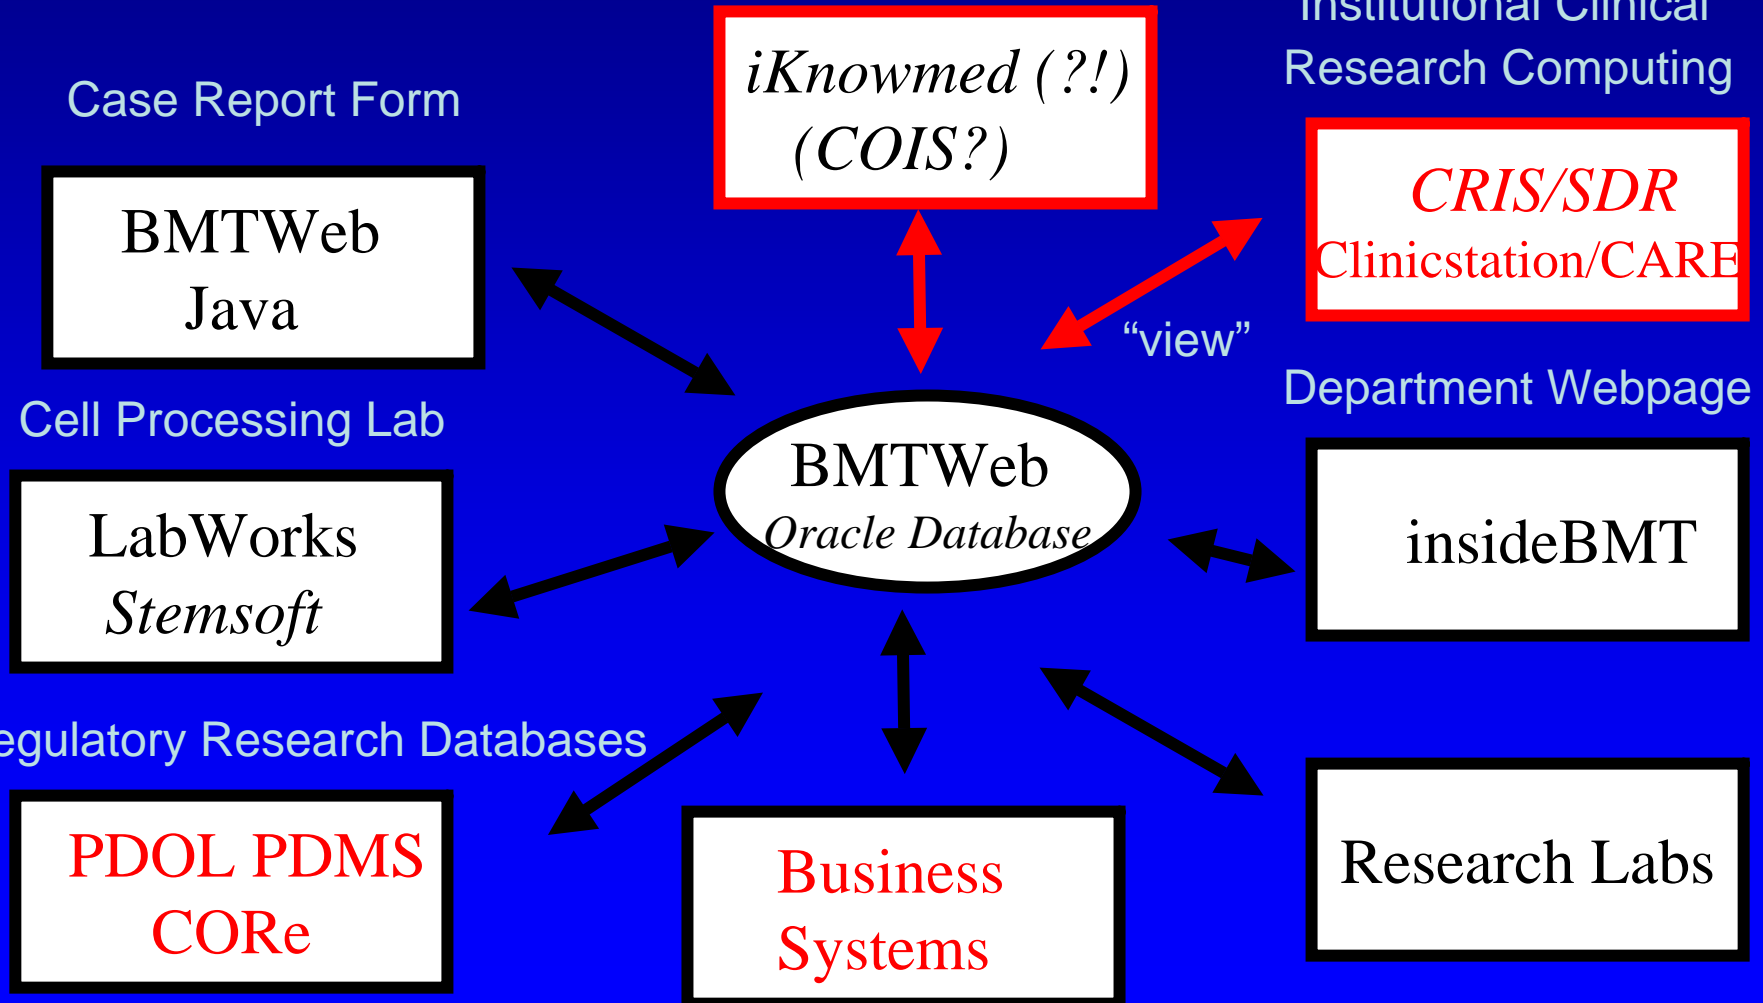 Institutional Clinical
Research Computing
iKnowmed (?!)
(COIS?)
Case Report Form
CRIS/SDR
Clinicstation/CARE
BMTWeb
Java
“view”
Department Webpage
Cell Processing Lab
BMTWeb
Oracle Database
LabWorks
Stemsoft
insideBMT
egulatory Research Databases
PDOL PDMS
CORe
Business
Systems
Research Labs